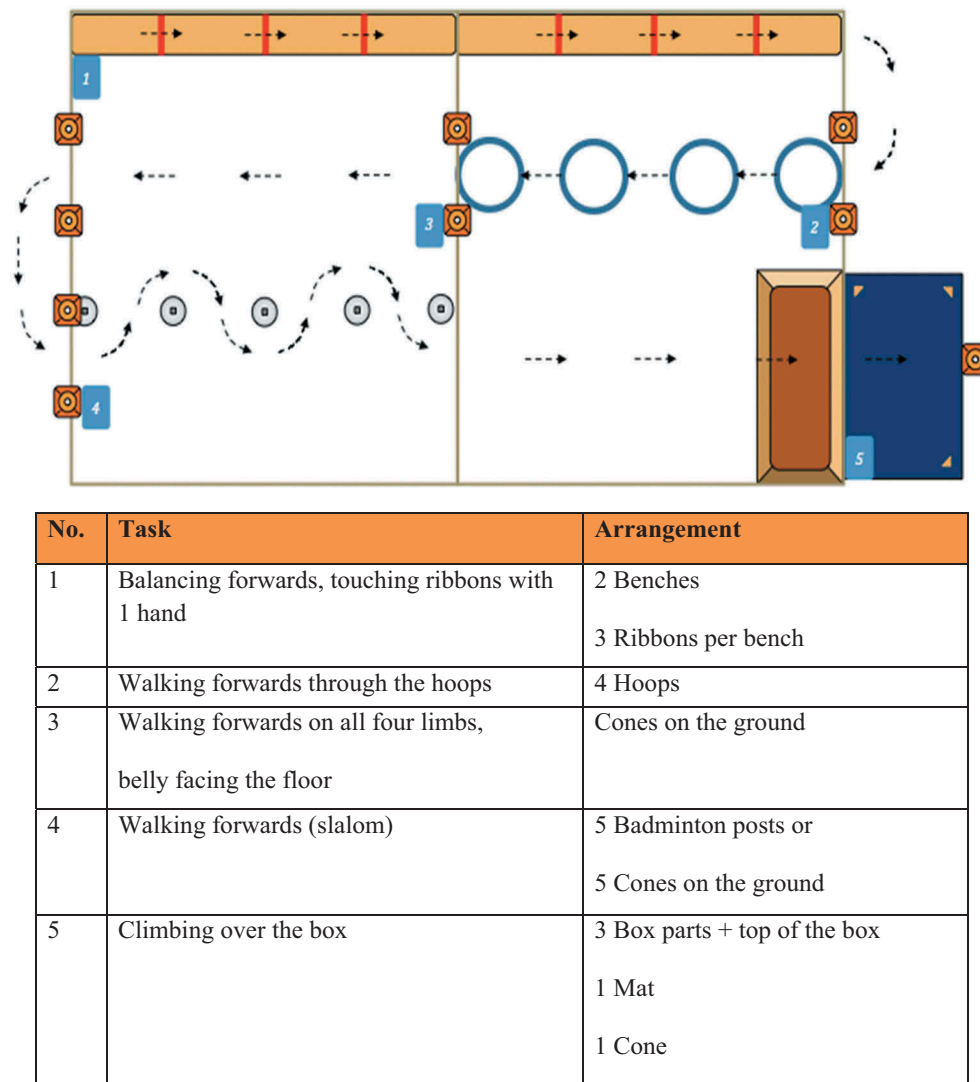 1
3
2
4
5
No. Task Arrangement
1 Balancing forwards, touching ribbons with
1 hand
2 Benches
3 Ribbons per bench
2 Walking forwards through the hoops 4 Hoops
3 Walking forwards on all four limbs,
belly facing the floor
Cones on the ground
4 Walking forwards (slalom)
5 Badminton posts or
5 Cones on the ground
5 Climbing over the box
3 Box parts + top of the box
1 Mat
1 Cone